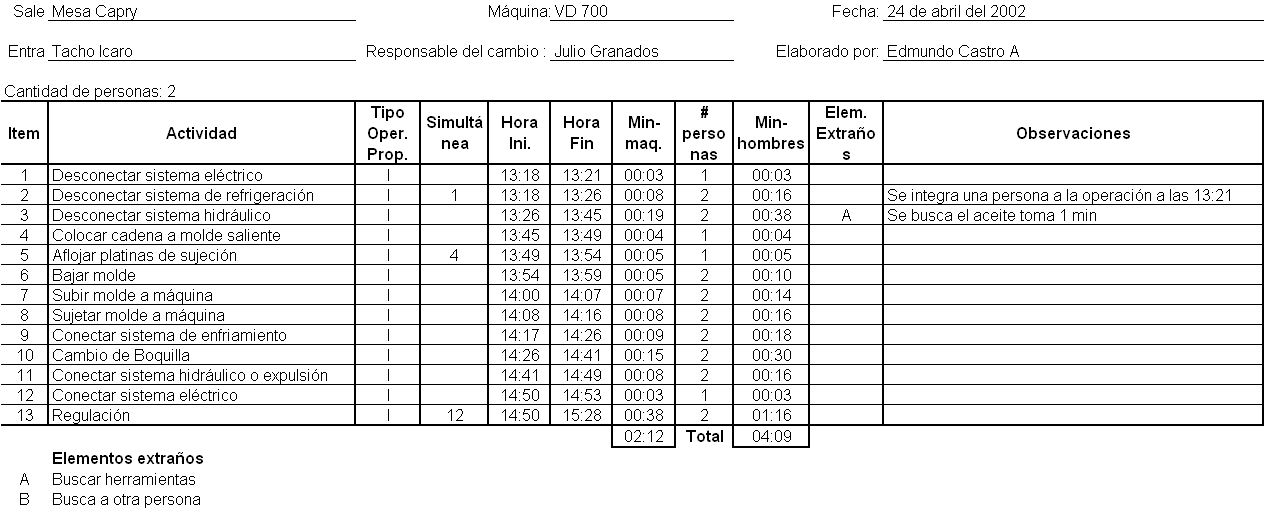 Sale Mesa Capry Máquina: VD 700 Fecha: 24 de abril del 2002
Entra Tacho Icaro Responsable del cambio : Julio Granados Elaborado por: Edmundo Castro A
Cantidad de personas: 2
Item Actividad Tipo Oper. Prop. Simultá nea Hora Ini. Hora Fin Min-maq. # perso nas Min-hombres Elem. Extraño s Observaciones
1 Desconectar sistema eléctrico I 13:18 13:21 00:03 1 00:03
2 Desconectar sistema de refrigeración I 1 13:18 13:26 00:08 2 00:16 Se integra una persona a la operación a las 13:21
3 Desconectar sistema hidráulico I 13:26 13:45 00:19 2 00:38 A Se busca el aceite toma 1 min
4 Colocar cadena a molde saliente I 13:45 13:49 00:04 1 00:04
5 Aflojar platinas de sujeción I 4 13:49 13:54 00:05 1 00:05
6 Bajar molde I 13:54 13:59 00:05 2 00:10
7 Subir molde a máquina I 14:00 14:07 00:07 2 00:14
8 Sujetar molde a máquina I 14:08 14:16 00:08 2 00:16
9 Conectar sistema de enfriamiento I 14:17 14:26 00:09 2 00:18
10 Cambio de Boquilla I 14:26 14:41 00:15 2 00:30
11 Conectar sistema hidráulico o expulsión I 14:41 14:49 00:08 2 00:16
12 Conectar sistema eléctrico I 14:50 14:53 00:03 1 00:03
13 Regulación I 12 14:50 15:28 00:38 2 01:16
02:12 Total 04:09
Elementos extraños
A Buscar herramientas
B Busca a otra persona